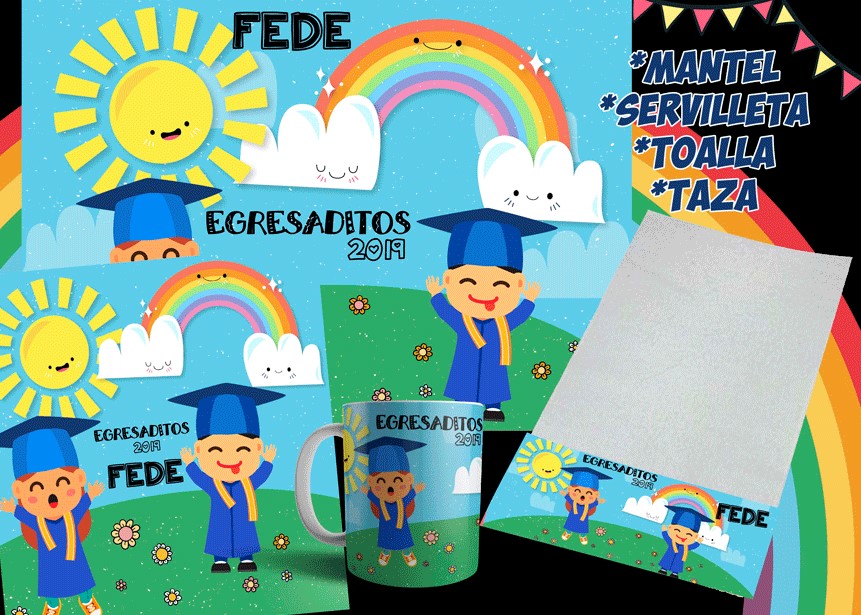 FEDE
*MANTEL
*SERVILLETA
*TOALLA
*TAZA
EGRESADITOS
2019
EGRESADITOS
2019
FEDE
EGRESADITOS
2019
EGRESADITOS
2019
FEDE